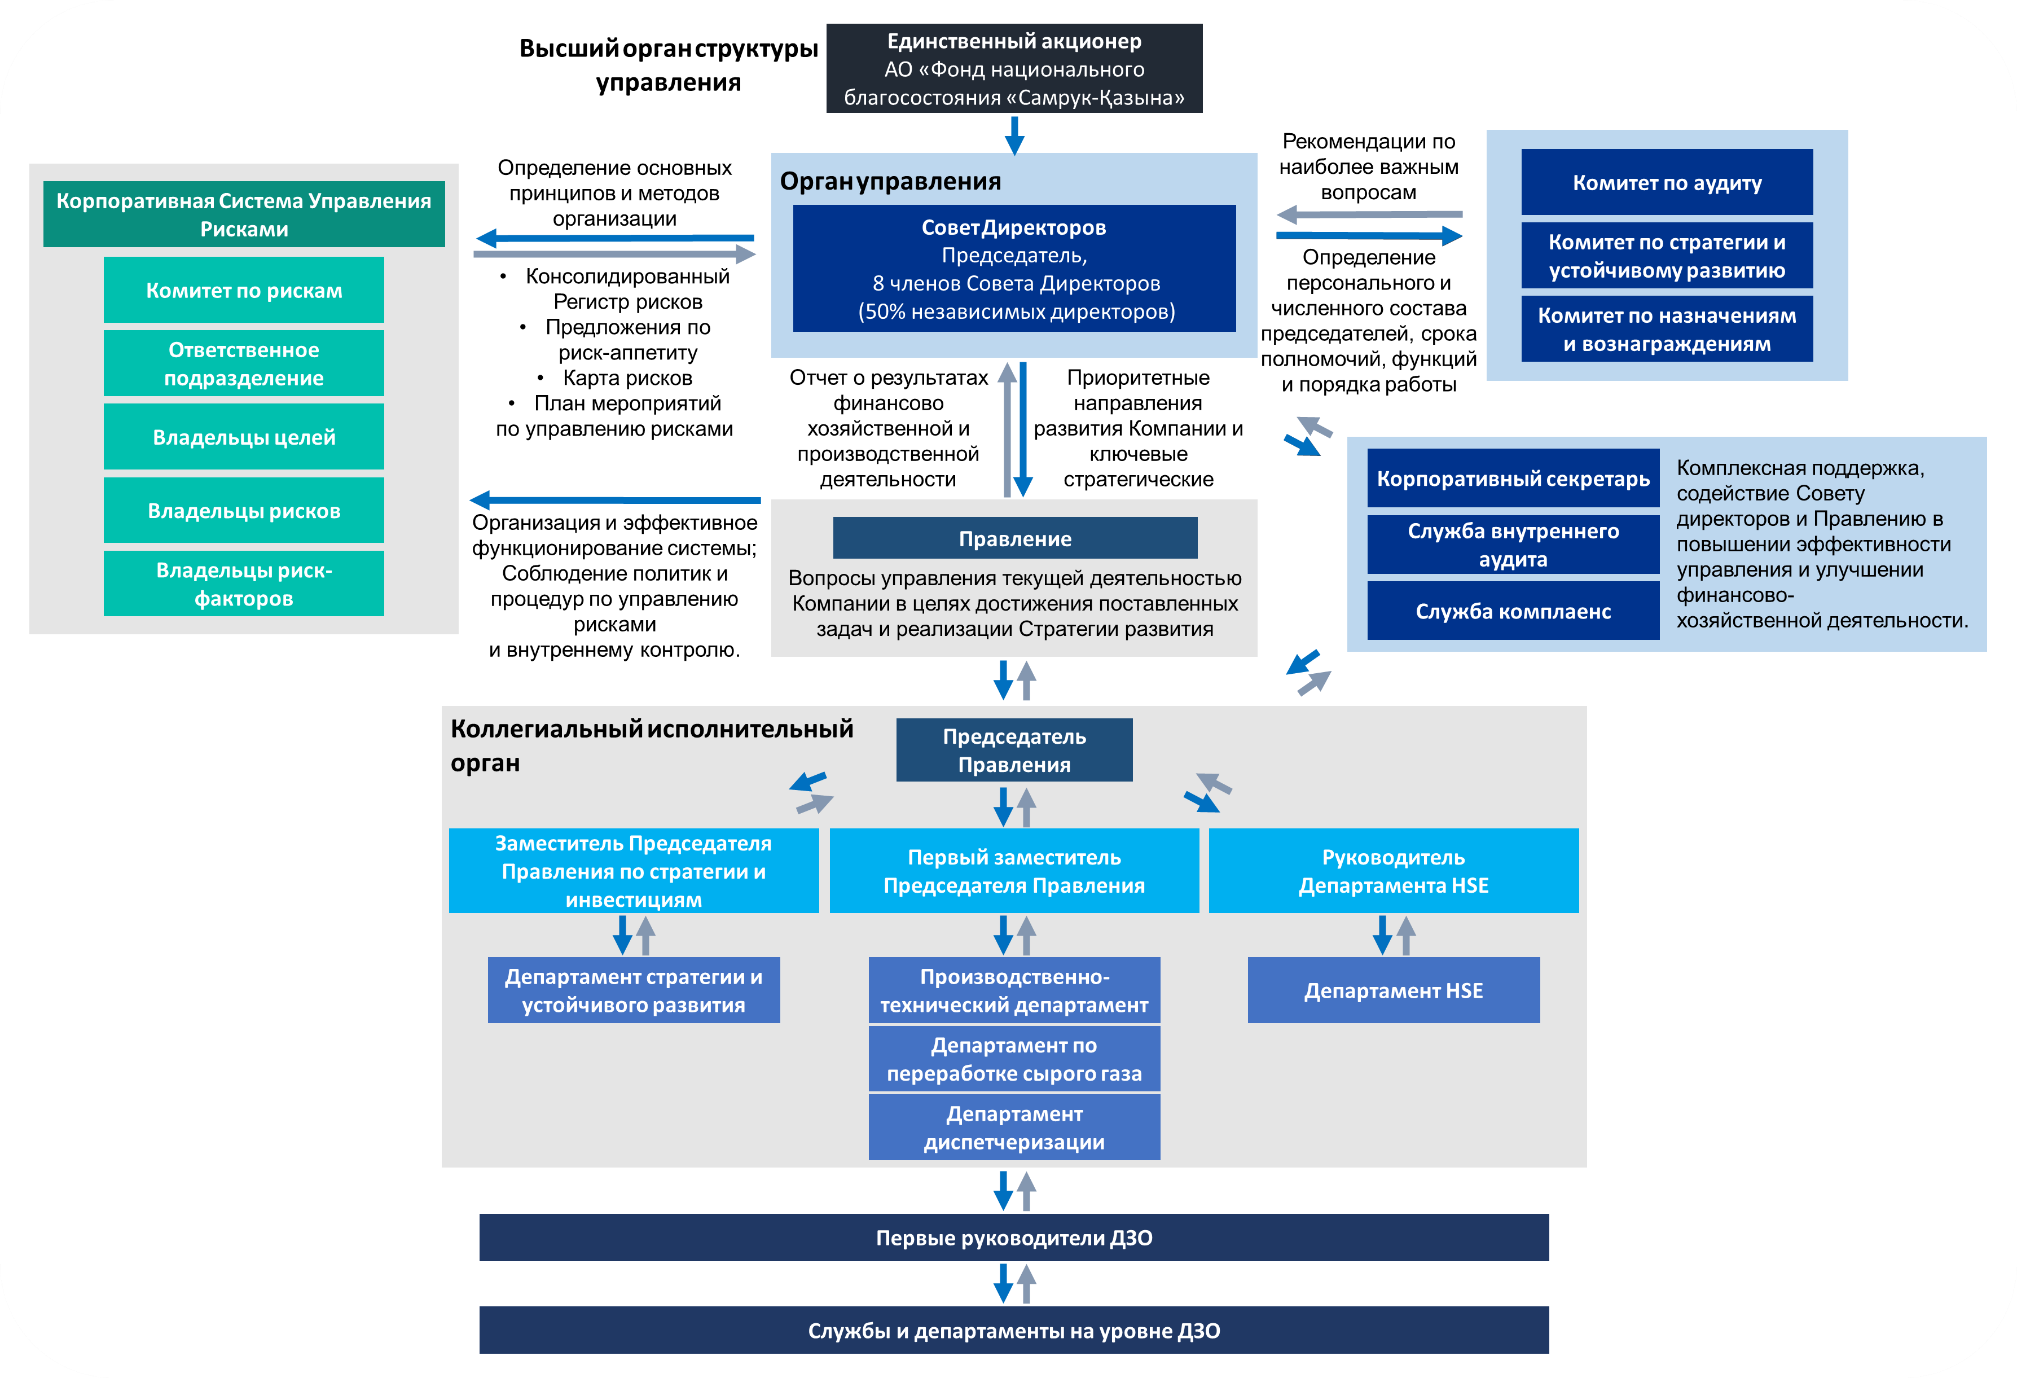 Высший орган структуры
управления
Единственный акционер
АО «Фонд национального
благосостояния «Самрук-Қазына»
Корпоративная Система Управления
Рисками
Комитет по рискам
Ответственное
подразделение
Владельцы целей
Владельцы рисков
Владельцы риск-
факторов
Определение основных
принципов и методов
организации
• Консолидированный
Регистр рисков
• Предложения по
риск-аппетиту
• Карта рисков
• План мероприятий
по управлению рисками
Организация и эффективное
функционирование системы;
Соблюдение политик и
процедур по управлению
рисками
и внутреннему контролю.
Орган управления
Совет Директоров
Председатель,
8 членов Совета Директоров
(50% независимых директоров)
Отчет о результатах
финансово
хозяйственной и
производственной
деятельности
Приоритетные
направления
развития Компании и
ключевые
стратегические
Правление
Вопросы управления текущей деятельностью
Компании в целях достижения поставленных
задач и реализации Стратегии развития
Рекомендации по
наиболее важным
вопросам
Определение
персонального и
численного состава
председателей, срока
полномочий, функций
и порядка работы
Комитет по аудиту
Комитет по стратегии и
устойчивому развитию
Комитет по назначениям
и вознаграждениям
Корпоративный секретарь
Служба внутреннего
аудита
Служба комплаенс
Комплексная поддержка,
содействие Совету
директоров и Правлению в
повышении эффективности
управления и улучшении
финансово-
хозяйственной деятельности.
Коллегиальный исполнительный
орган
Председатель
Правления
Заместитель Председателя
Правления по стратегии и
инвестициям
Первый заместитель
Председателя Правления
Руководитель
Департамента HSE
Департамент стратегии и
устойчивого развития
Производственно-
технический департамент
Департамент по
переработке сырого газа
Департамент
диспетчеризации
Департамент HSE
Первые руководители ДЗО
Службы и департаменты на уровне ДЗО